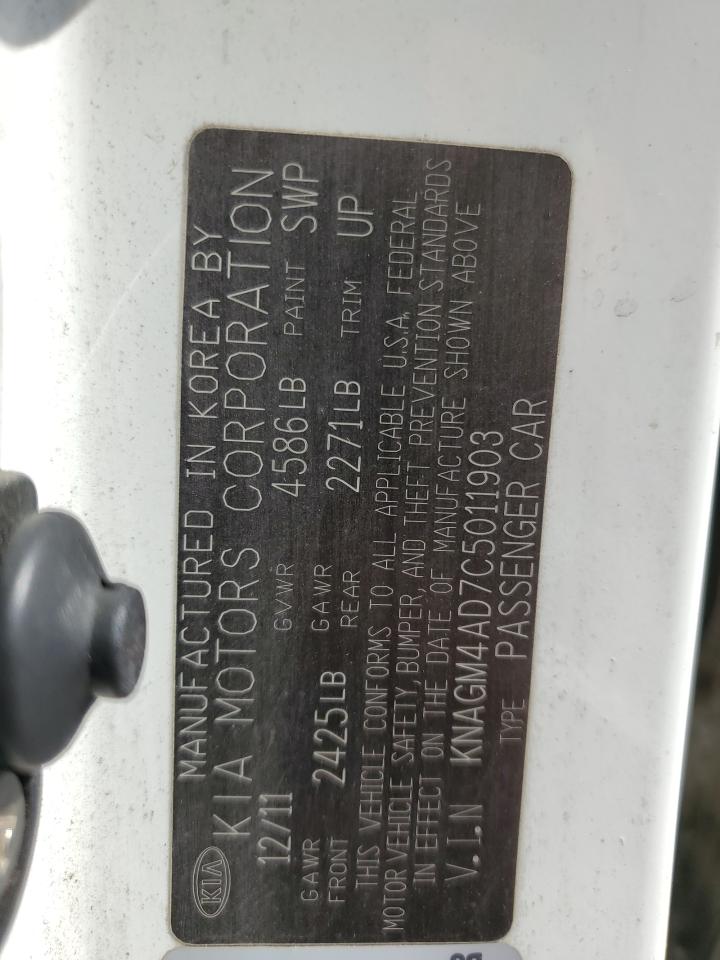 KIA
MANUFACTURED IN KOREA BY
KIA MOTORS CORPORATION
12/11 GVWR 4586LB PAINT SWP
GAWR FRONT 2425LB GAWR REAR 2271LB TRIM UP
THIS VEHICLE CONFORMS TO ALL APPLICABLE U.S.A. FEDERAL
MOTOR VEHICLE SAFETY, BUMPER, AND THEFT PREVENTION STANDARDS
IN EFFECT ON THE DATE OF MANUFACTURE SHOWN ABOVE
V.I.N KNAGM4AD7C5011903
TYPE PASSENGER CAR